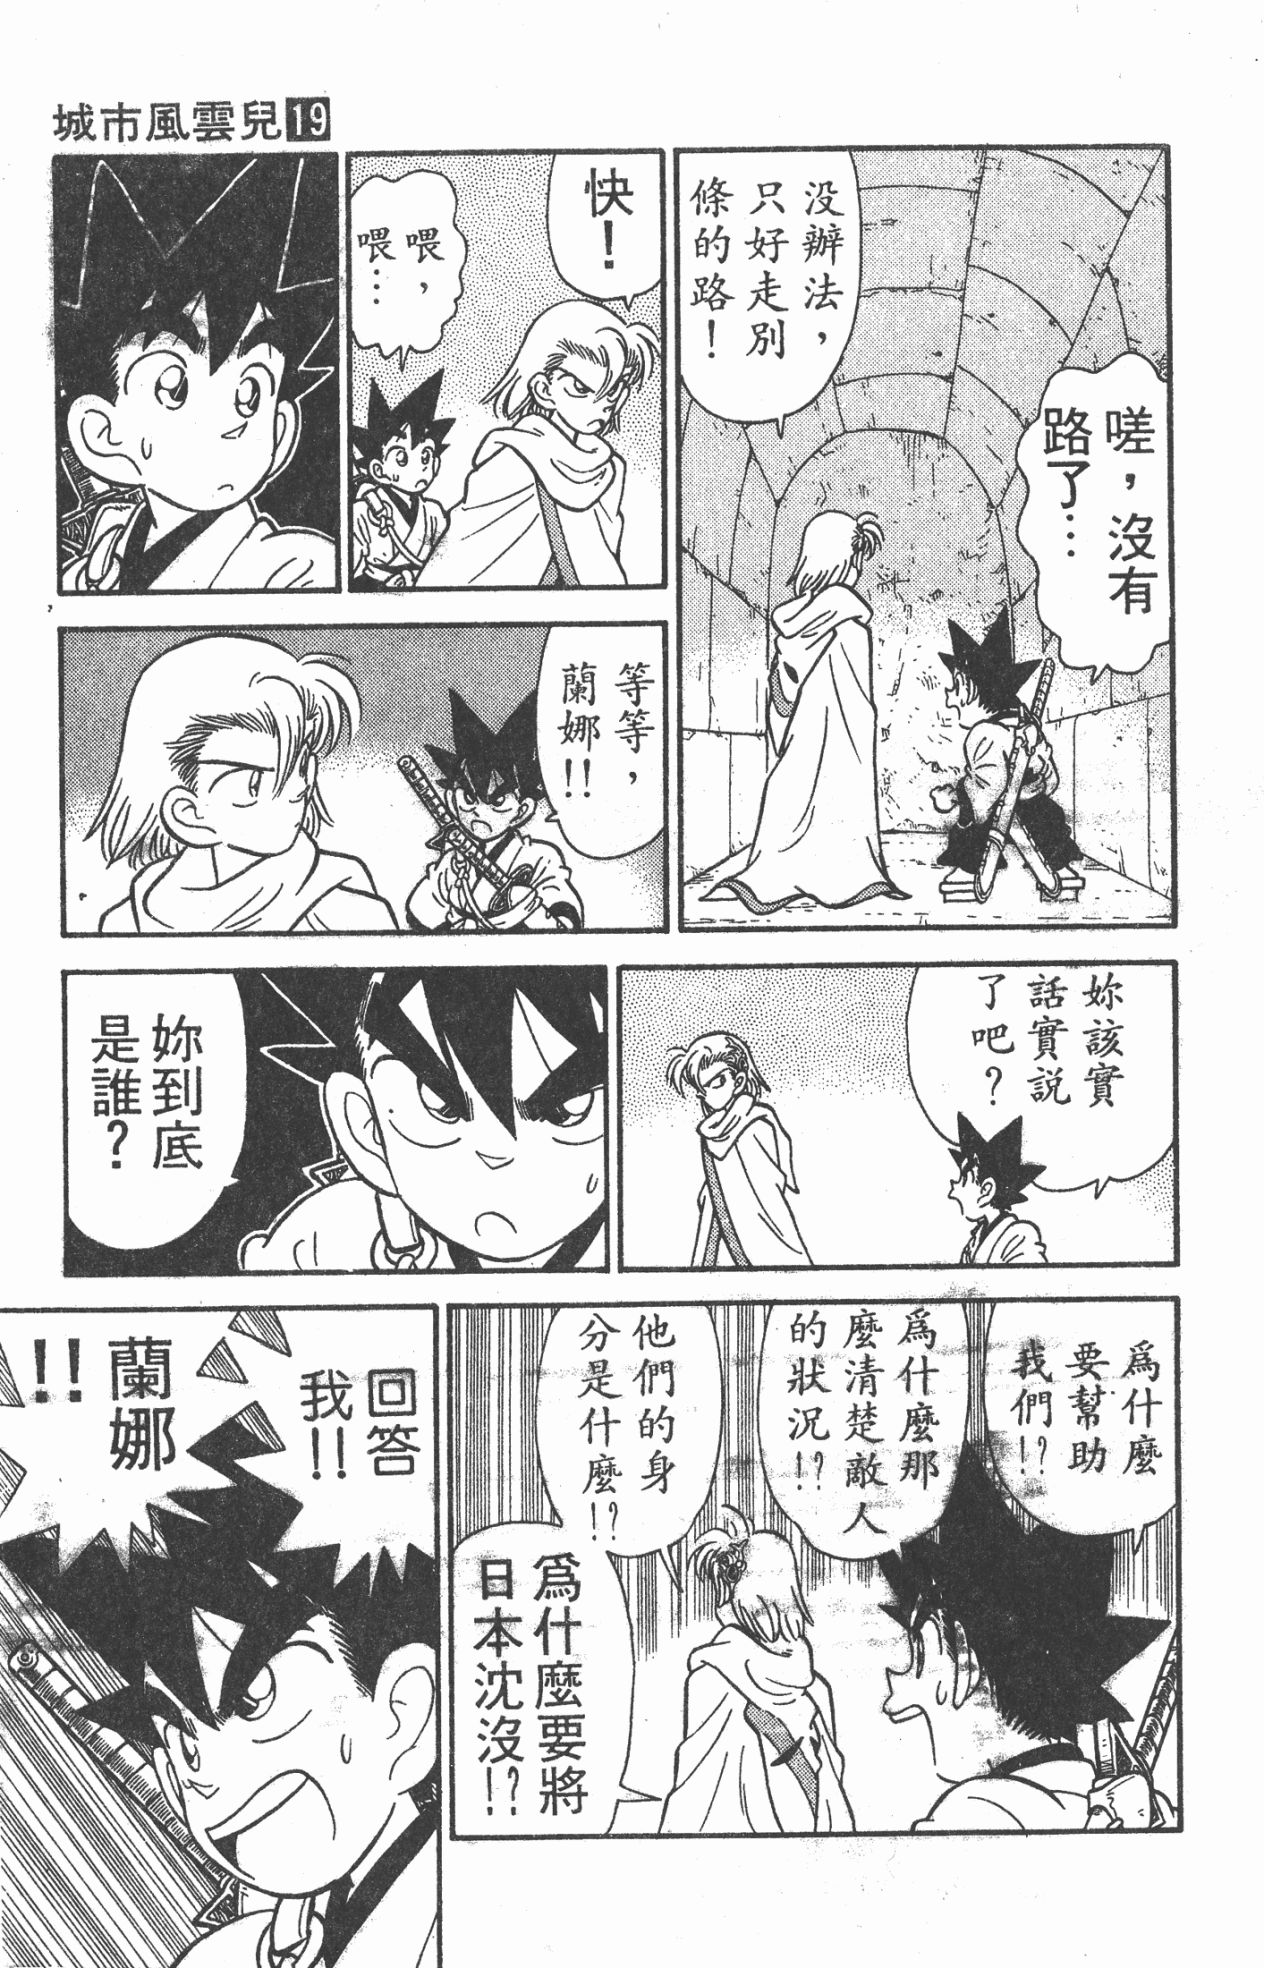 城市風雲兒19
嗟，沒有
路了…
没辦法，
只好走別
條的路！
快！
喂，
喂…
等等，
蘭娜!!
妳該實
話實説
了吧？
妳到底
是誰？
爲什麼
要幫助
我們!?
爲什麼那
麼清楚敵人
的狀況!?
他們的身
分是什麼!?
爲什麼要將
日本沈沒!?
回答
我!!
蘭娜
!!